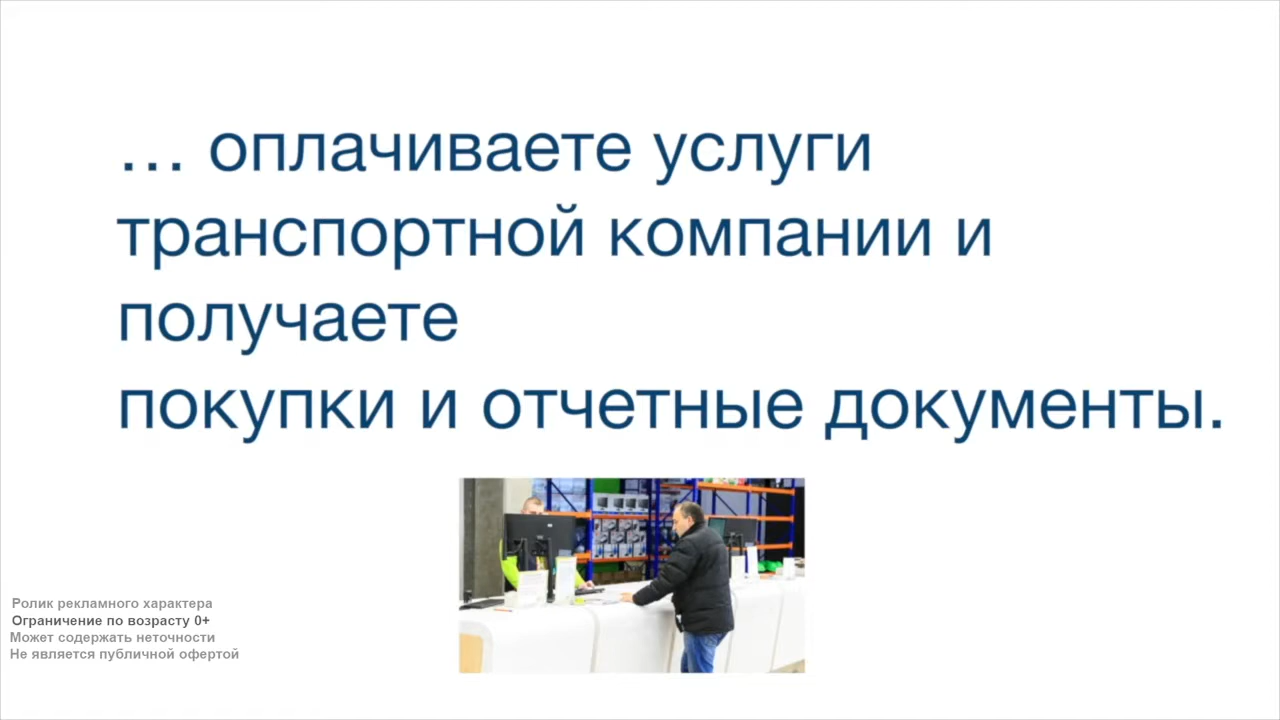 ... оплачиваете услуги
транспортной компании и
получаете
покупки и отчетные документы.
Ролик рекламного характера
Ограничение по возрасту 0+
Может содержать неточности
Не является публичной офертой